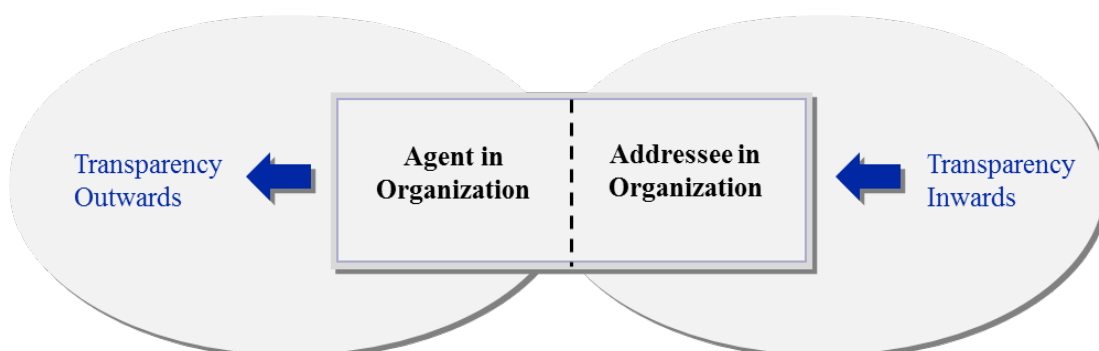 Transparency
Outwards
Agent in
Organization
Addressee in
Organization
Transparency
Inwards